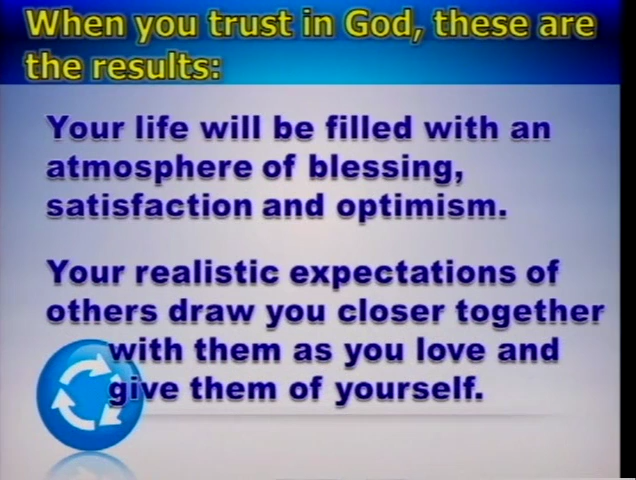 When you trust in God, these are
the results:
Your life will be filled with an
atmosphere of blessing,
satisfaction and optimism.
Your realistic expectations of
others draw you closer together
with them as you love and
give them of yourself.